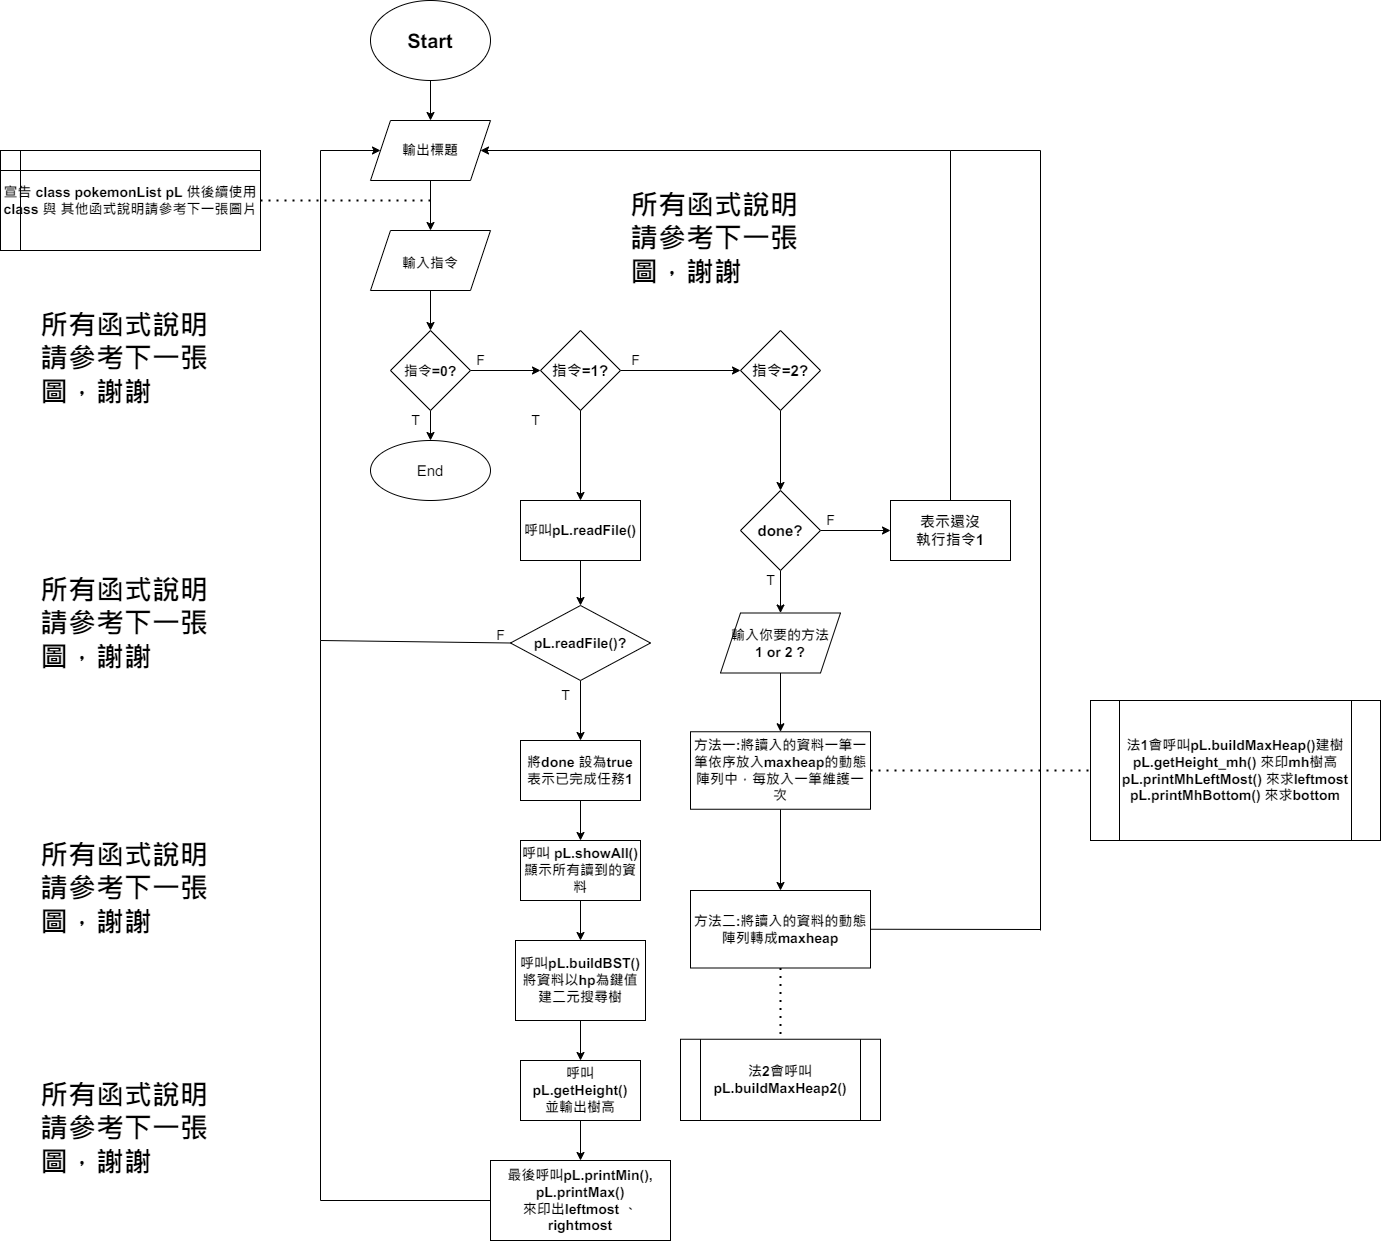 Start
輸出標題
宣告 class pokemonList pL 供後續使用
class 與 其他函式說明請參考下一張圖片
所有函式說明
請參考下一張
圖，謝謝
輸入指令
所有函式說明
請參考下一張
圖，謝謝
指令=0?
F
指令=1?
F
指令=2?
T
T
End
呼叫pL.readFile()
done?
F
表示還沒
執行指令1
T
所有函式說明
請參考下一張
圖，謝謝
F
pL.readFile()?
輸入你要的方法
1 or 2 ?
T
將done 設為true
表示已完成任務1
方法一:將讀入的資料一筆一
筆依序放入maxheap的動態
陣列中，每放入一筆維護一
次
法1會呼叫pL.buildMaxHeap()建樹
pL.getHeight_mh() 來印mh樹高
pL.printMhLeftMost() 來求leftmost
pL.printMhBottom() 來求bottom
所有函式說明
請參考下一張
圖，謝謝
呼叫 pL.showAll()
顯示所有讀到的資
料
方法二:將讀入的資料的動態
陣列轉成maxheap
呼叫pL.buildBST()
將資料以hp為鍵值
建二元搜尋樹
法2會呼叫
pL.buildMaxHeap2()
所有函式說明
請參考下一張
圖，謝謝
呼叫
pL.getHeight()
並輸出樹高
最後呼叫pL.printMin(),
pL.printMax()
來印出leftmost 、
rightmost